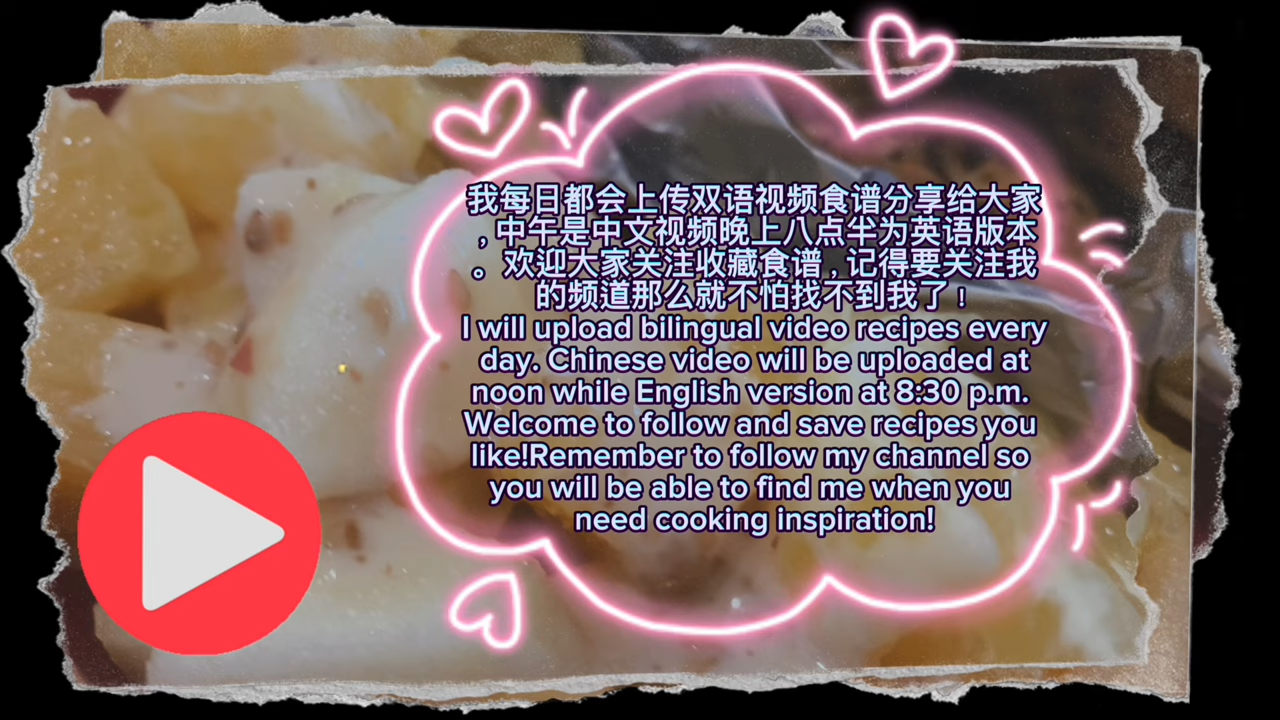 我每日都会上传双语视频食谱分享给大家
，中午是中文视频晚上八点半为英语版本
。欢迎大家关注收藏食谱，记得要关注我
的频道那么就不怕找不到我了！
I will upload bilingual video recipes every
day. Chinese video will be uploaded at
noon while English version at 8:30 p.m.
Welcome to follow and save recipes you
like!Remember to follow my channel so
you will be able to find me when you
need cooking inspiration!